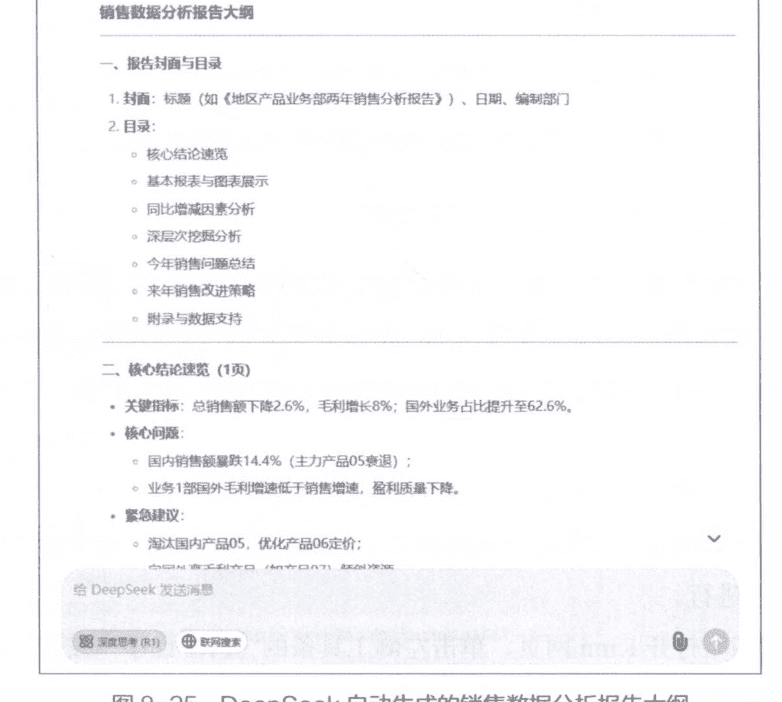 销售数据分析报告大纲
一、报告封面与目录
1. 封面：标题（如《地区产品业务部两年销售分析报告》）、日期、编制部门
2. 目录：
◦ 核心结论速览
◦ 基本报表与图表展示
◦ 同比增减因素分析
◦ 深层次挖掘分析
◦ 今年销售问题总结
◦ 来年销售改进策略
◦ 附录与数据支持
二、核心结论速览（1页）
• 关键指标：总销售额下降2.6%，毛利增长8%；国外业务占比提升至62.6%。
• 核心问题：
◦ 国内销售额暴跌14.4%（主力产品05衰退）；
◦ 业务1部国外毛利增速低于销售增速，盈利质量下降。
• 紧急建议：
◦ 淘汰国内产品05，优化产品06定价；
给 DeepSeek 发送消息
深度思考 (R1) 联网搜索
图 8-25 DeepSeek 自动生成的销售数据分析报告大纲